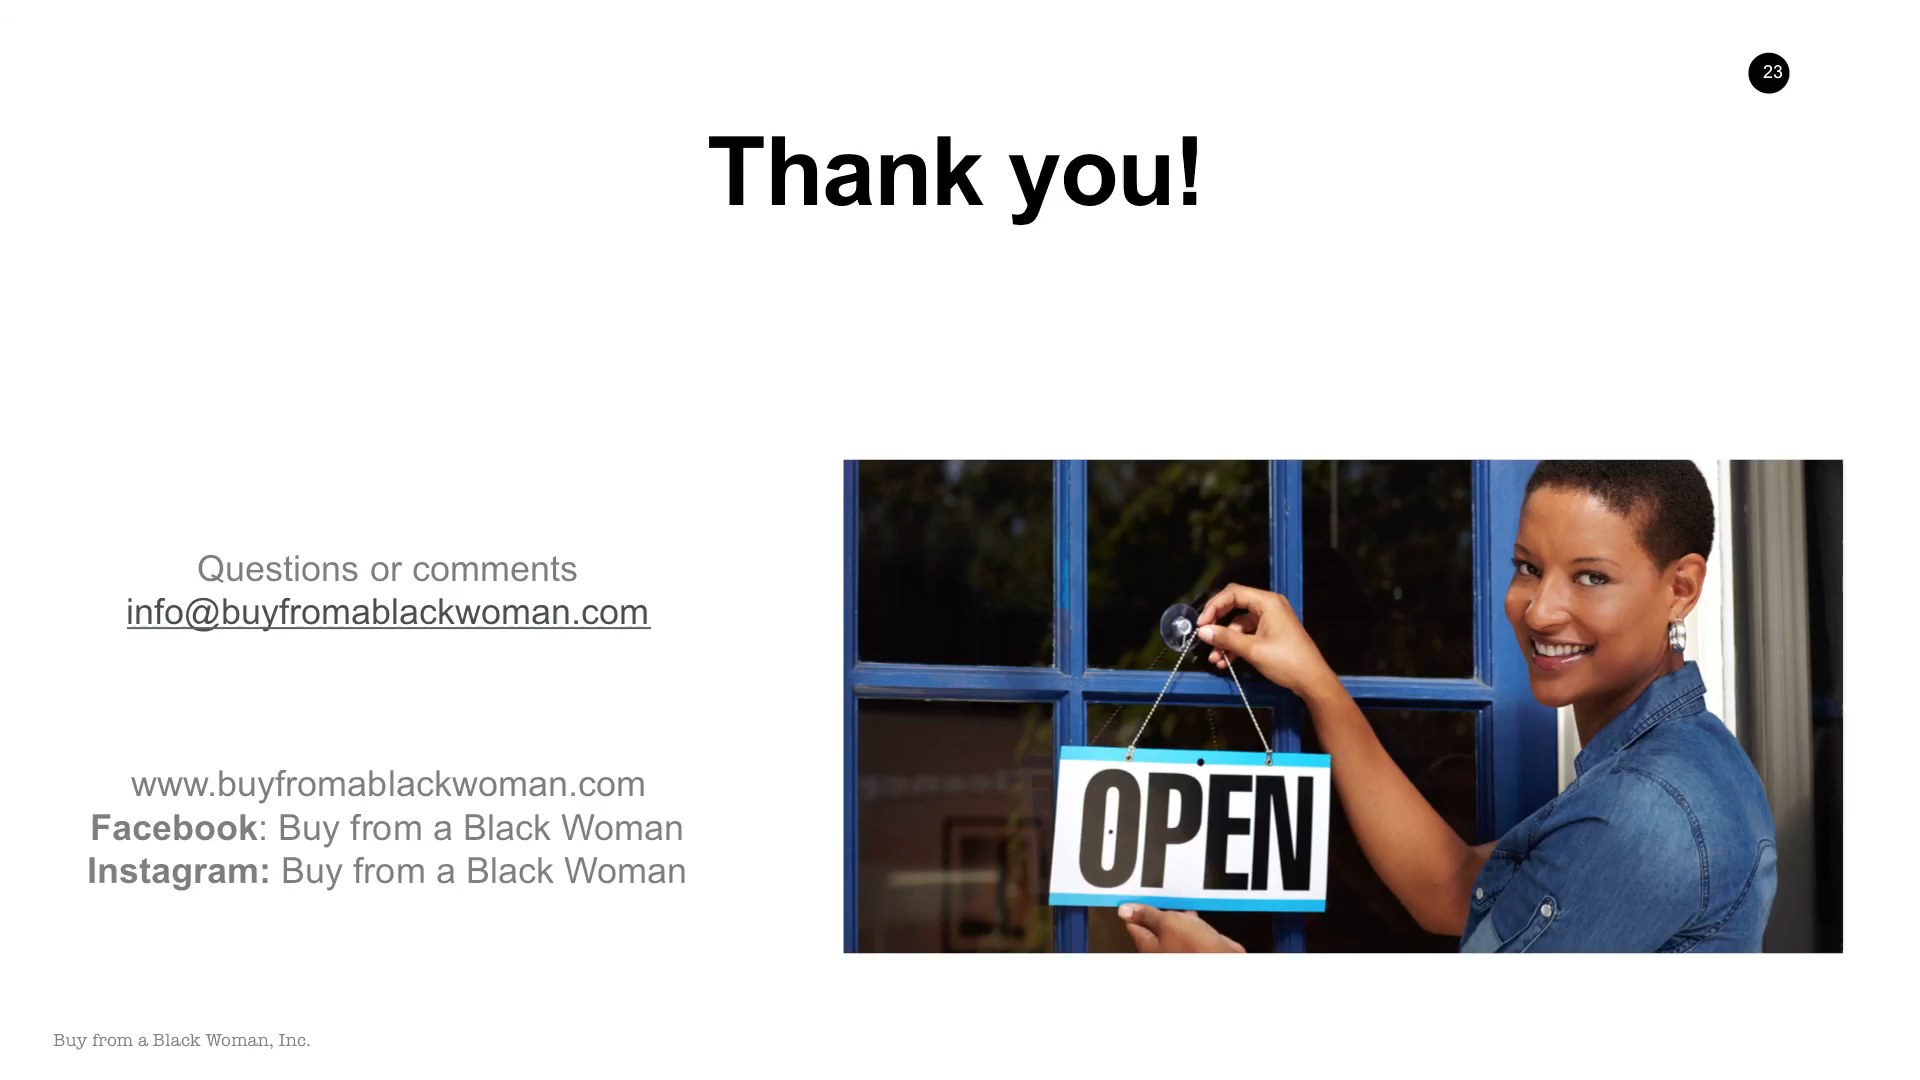 23
Thank you!
Questions or comments
info@buyfromablackwoman.com
www.buyfromablackwoman.com
Facebook: Buy from a Black Woman
Instagram: Buy from a Black Woman
OPEN
Buy from a Black Woman, Inc.